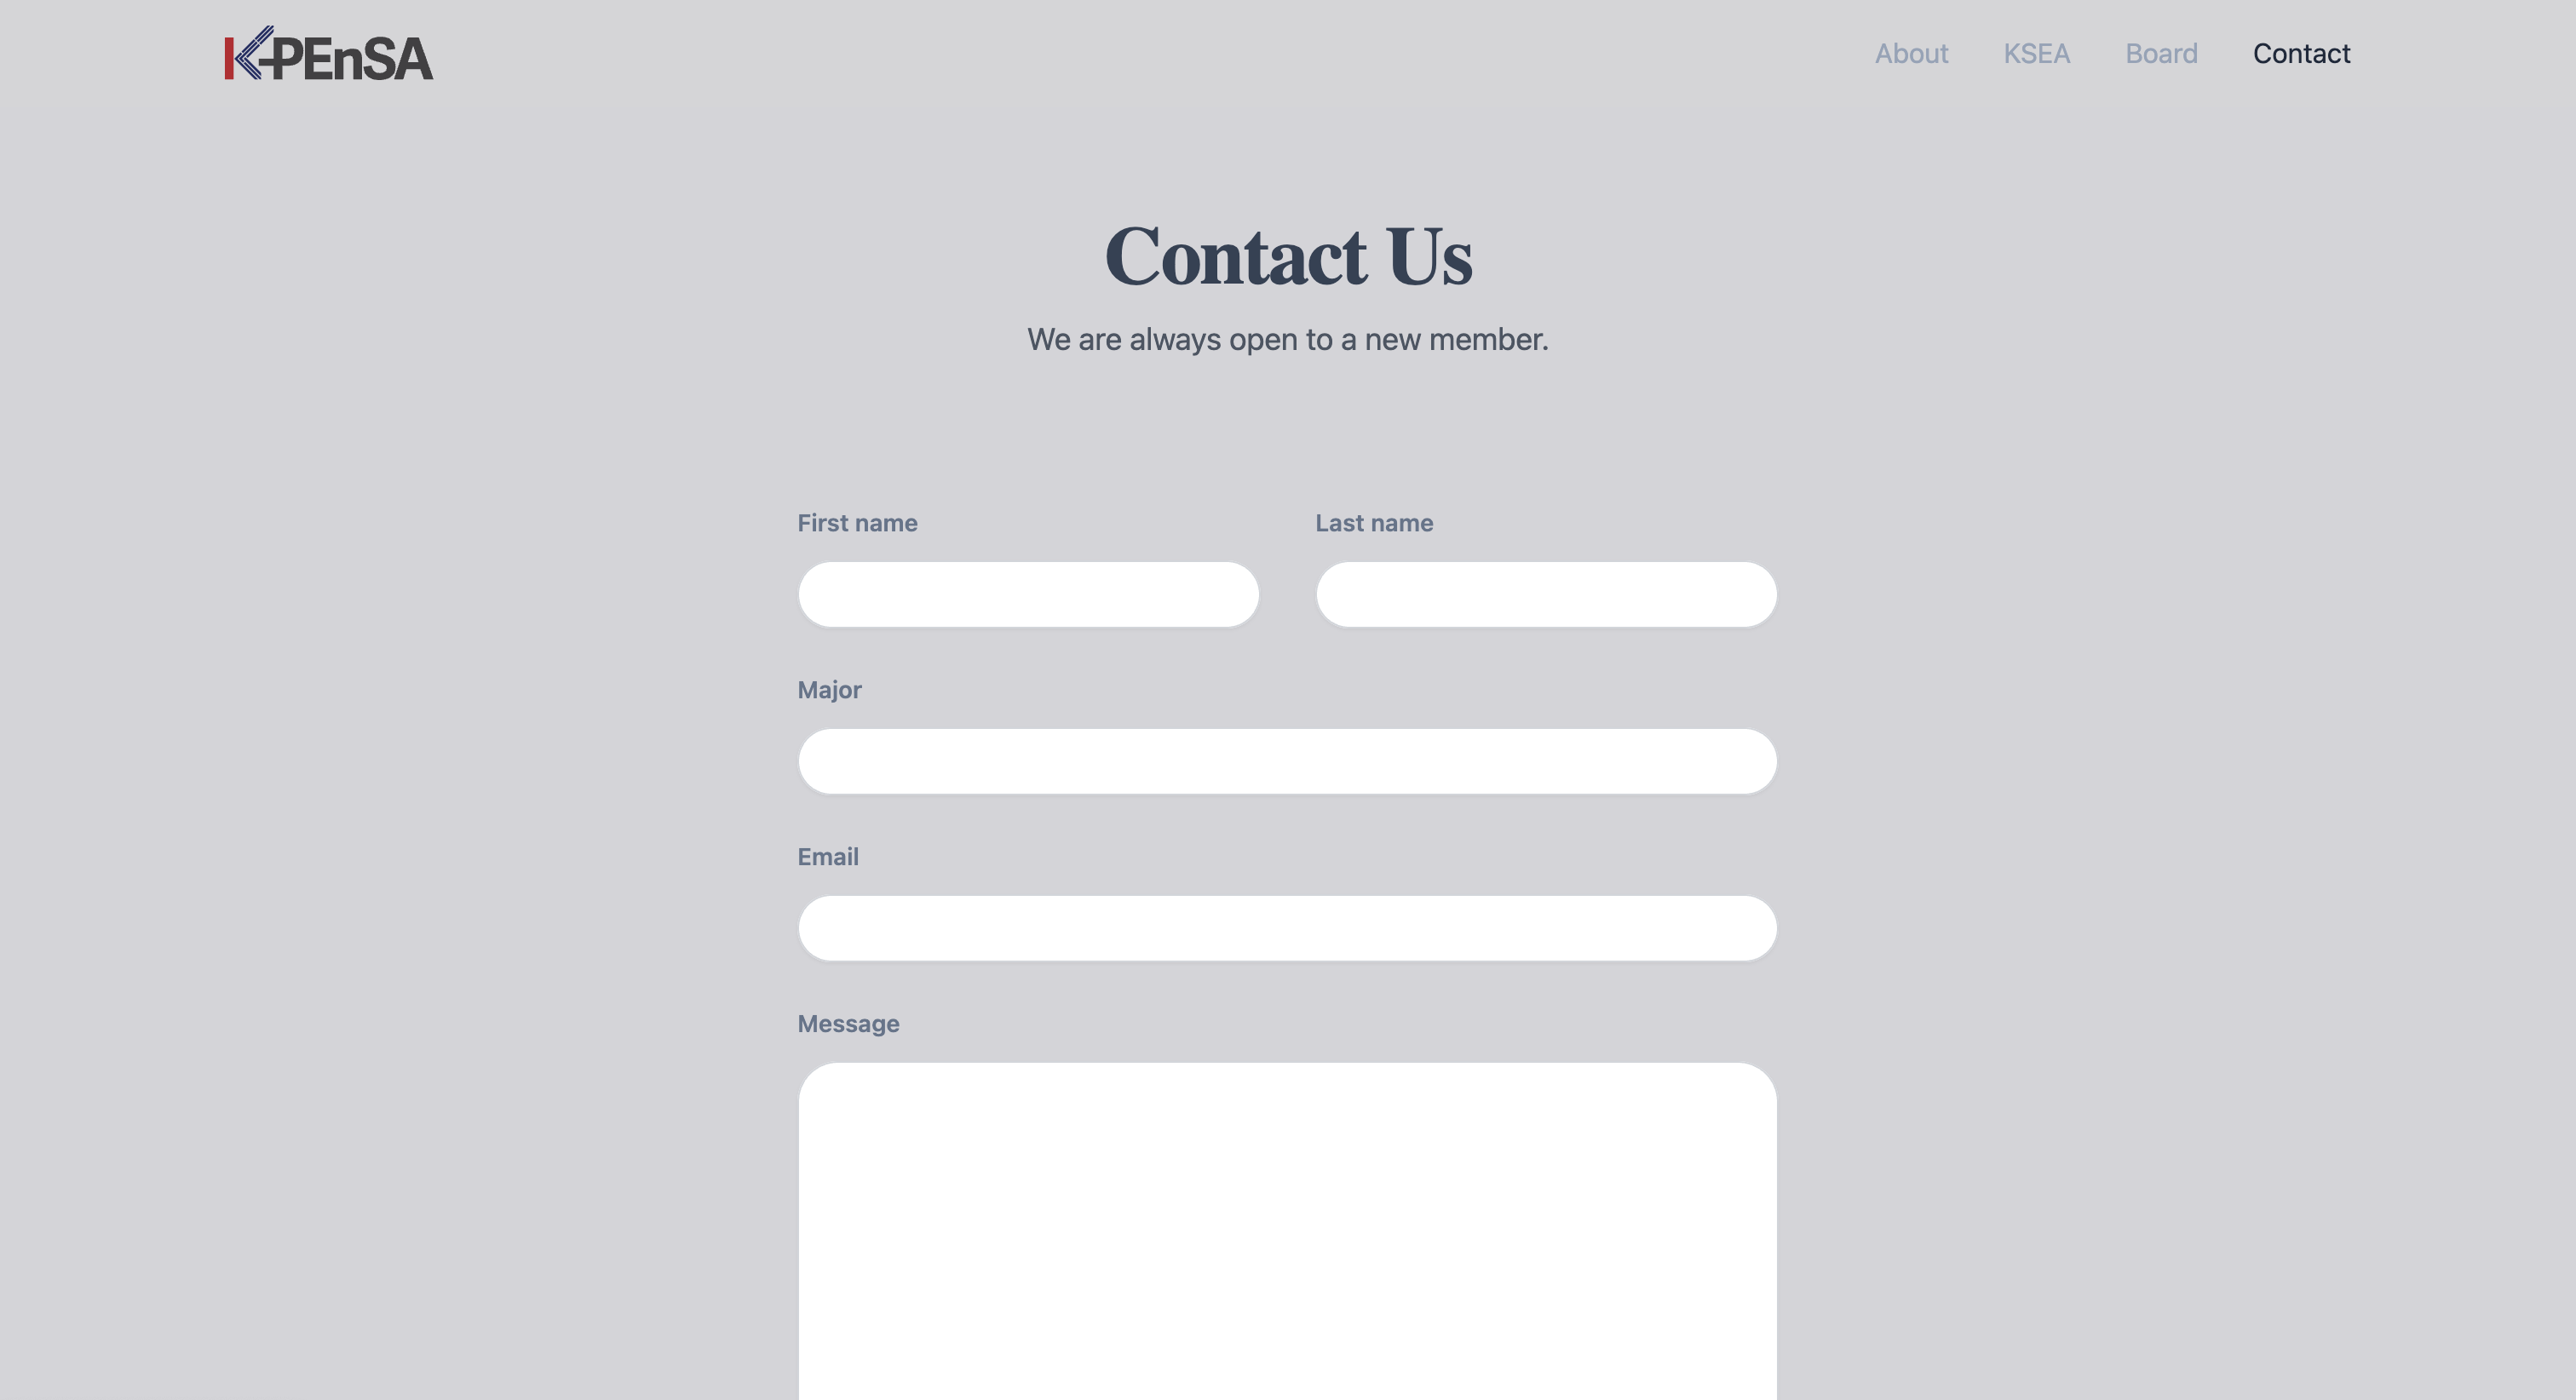 K-PEnSA
About KSEA Board Contact
Contact Us
We are always open to a new member.
First name Last name
Major
Email
Message